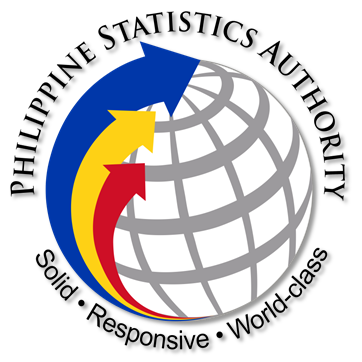 PHILIPPINE STATISTICS AUTHORITY
Solid • Responsive • World-class